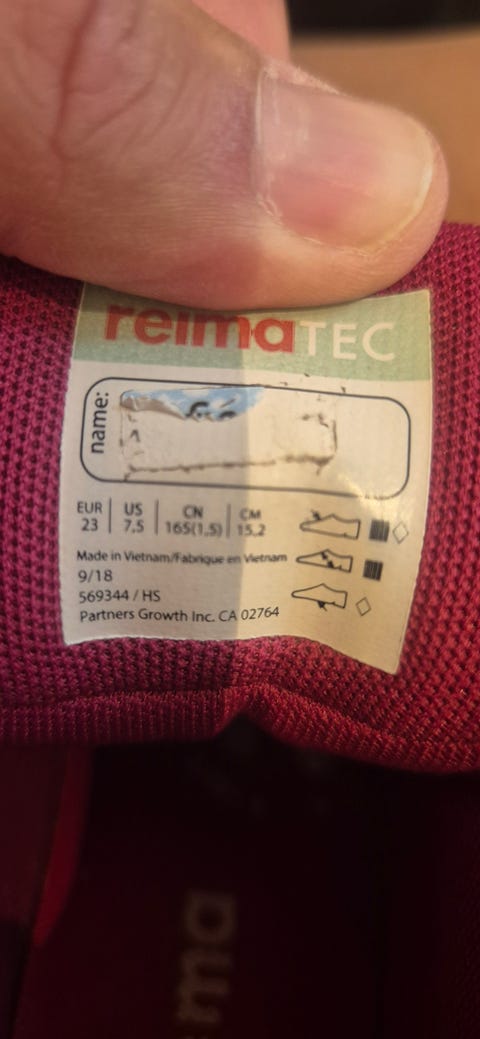 reimaTEC
name:
EUR | US | CN | CM
23 | 7,5 | 165(1,5) | 15,2
Made in Vietnam/Fabrique en Vietnam
9/18
569344 / HS
Partners Growth Inc. CA 02764
ma